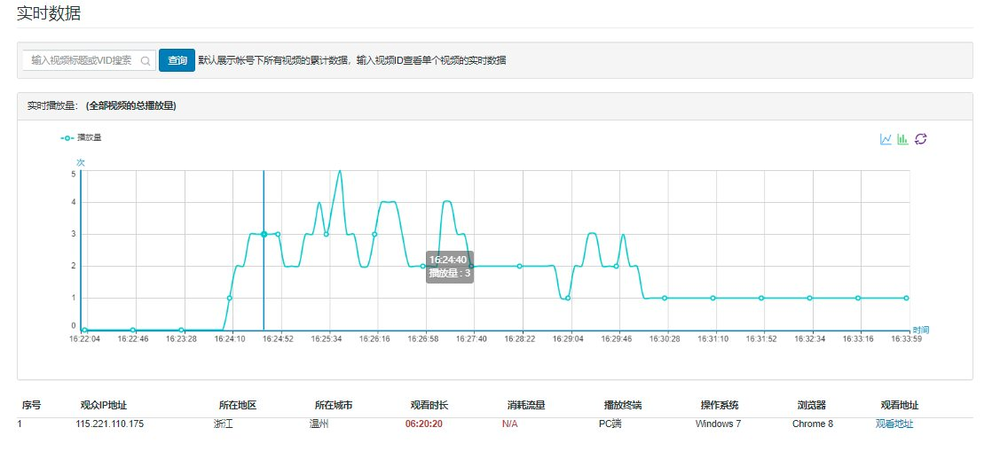 实时数据
输入视频标题或VID搜索 查询 默认展示帐号下所有视频的累计数据，输入视频ID查看单个视频的实时数据
实时播放量： (全部视频的总播放量)
播放量
次
5
4
3
2
1
0
16:24:40
播放量 : 3
16:22:04 16:22:46 16:23:28 16:24:10 16:24:52 16:25:34 16:26:16 16:26:58 16:27:40 16:28:22 16:29:04 16:29:46 16:30:28 16:31:10 16:31:52 16:32:34 16:33:16 16:33:59 时间
序号 观众IP地址 所在地区 所在城市 观看时长 消耗流量 播放终端 操作系统 浏览器 观看地址
1 115.221.110.175 浙江 温州 06:20:20 N/A PC端 Windows 7 Chrome 8 观看地址